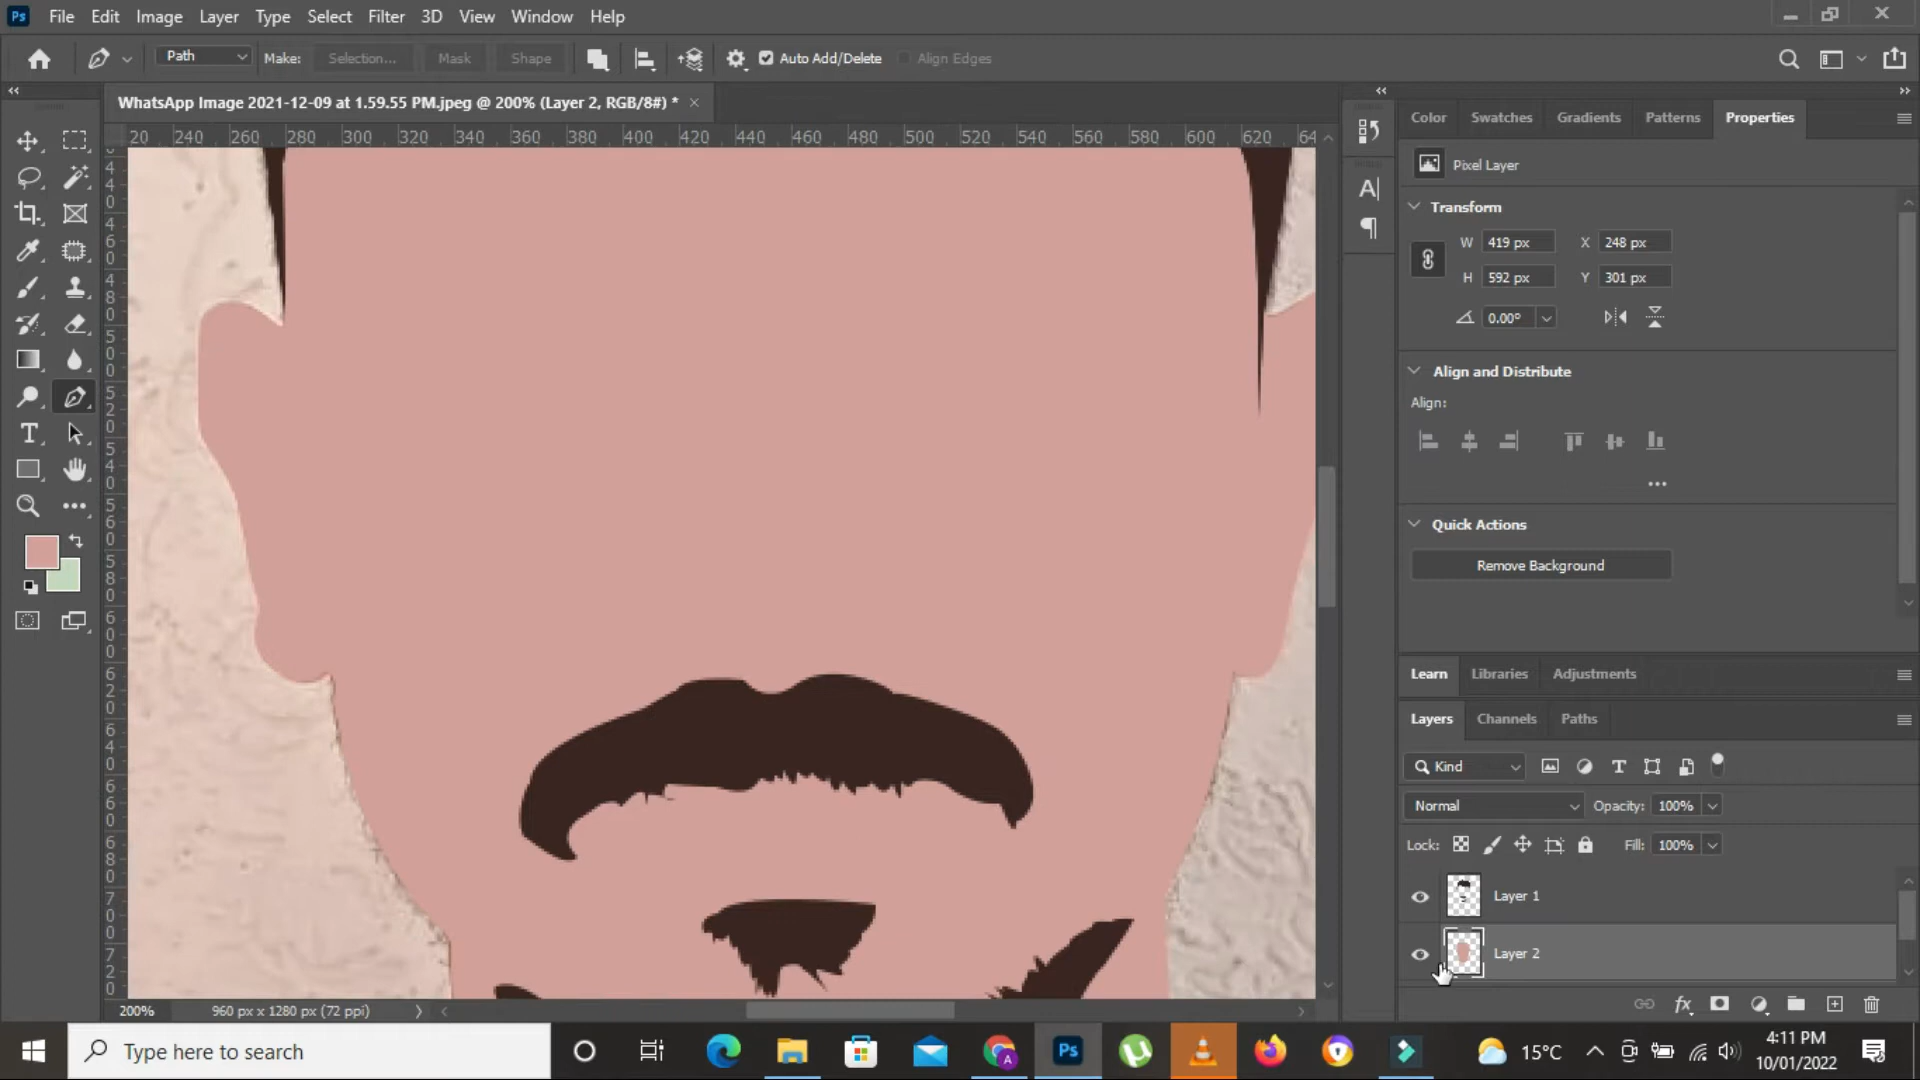 Ps File Edit Image Layer Type Select Filter 3D View Window Help
Path Make: Selection... Mask Shape Auto Add/Delete Align Edges
WhatsApp Image 2021-12-09 at 1.59.55 PM.jpeg @ 200% (Layer 2, RGB/8#) * ×
20 240 260 280 300 320 340 360 380 400 420 440 460 480 500 520 540 560 580 600 620 64
Color Swatches Gradients Patterns Properties
Pixel Layer
Transform
W 419 px X 248 px
H 592 px Y 301 px
0.00°
Align and Distribute
Align:
Quick Actions
Remove Background
Learn Libraries Adjustments
Layers Channels Paths
Kind
Normal Opacity: 100%
Lock: Fill: 100%
Layer 1
Layer 2
200% 960 px x 1280 px (72 ppi)
Type here to search
Ps
A
15°C
4:11 PM
10/01/2022